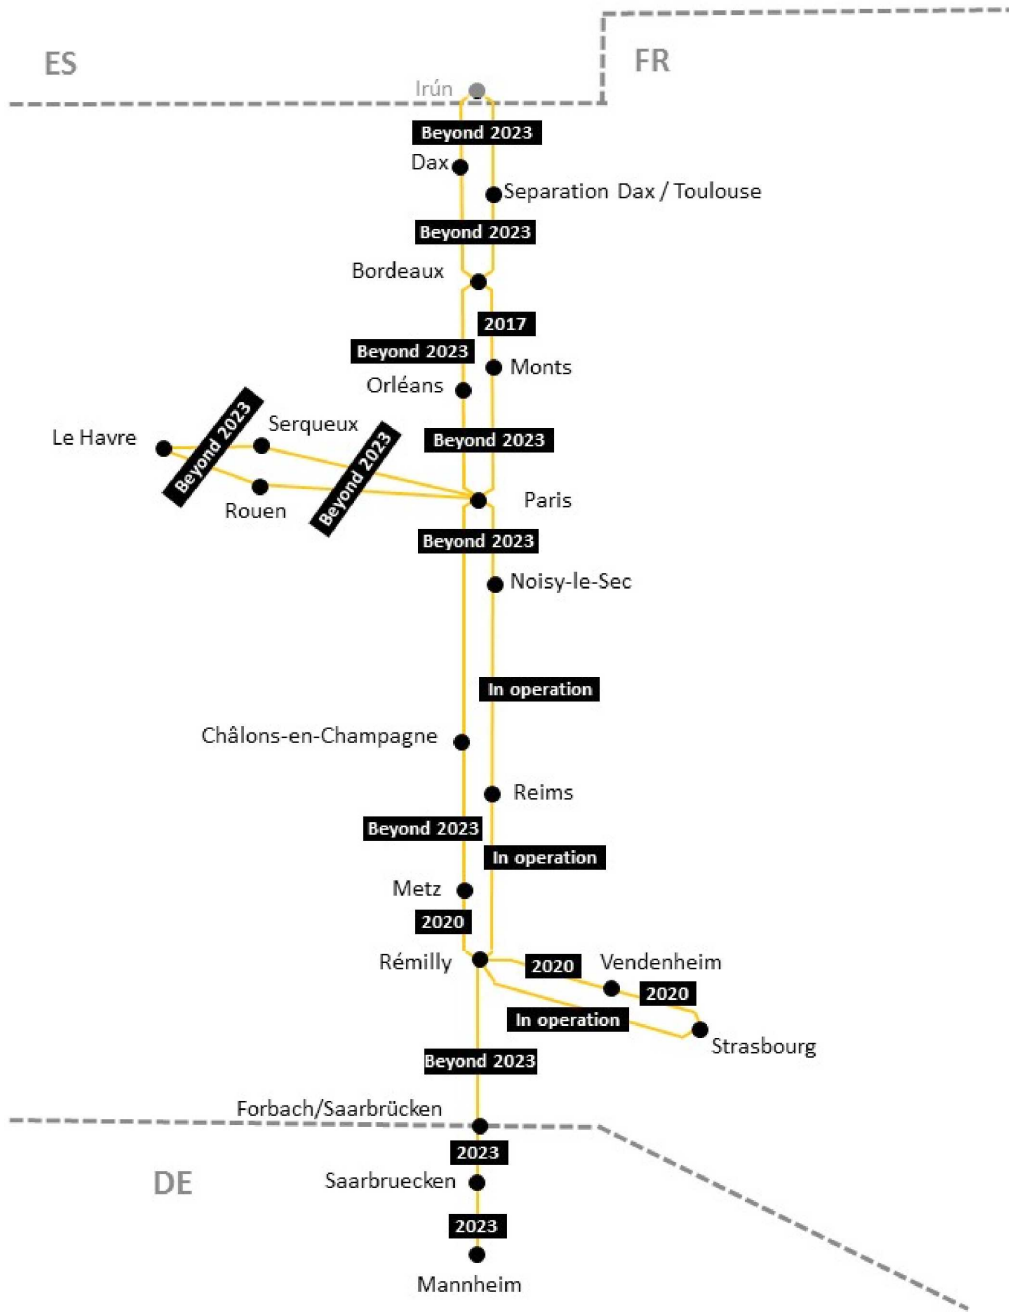 ES
FR
Irún
Beyond 2023
Dax
Separation Dax / Toulouse
Beyond 2023
Bordeaux
2017
Beyond 2023
Monts
Orléans
Beyond 2023
Serqueux
Le Havre
Beyond 2023
Beyond 2023
Rouen
Paris
Beyond 2023
Noisy-le-Sec
In operation
Châlons-en-Champagne
Reims
Beyond 2023
In operation
Metz
2020
Rémilly
2020
Vendenheim
2020
In operation
Strasbourg
Beyond 2023
Forbach/Saarbrücken
2023
DE
Saarbruecken
2023
Mannheim